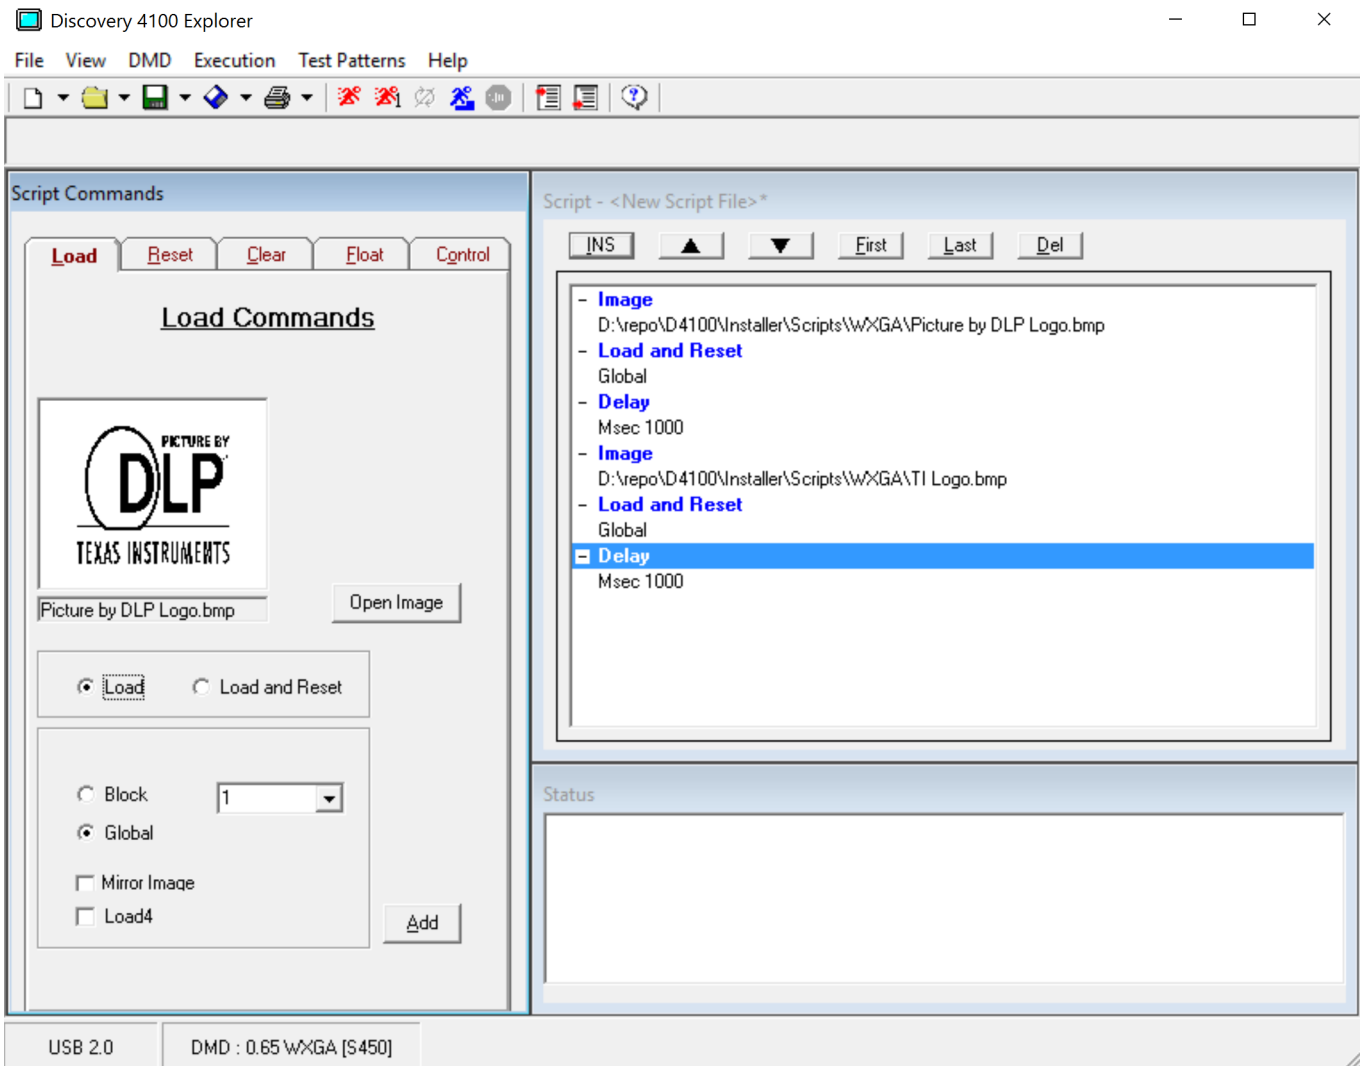 Discovery 4100 Explorer
File View DMD Execution Test Patterns Help
Script Commands
Load Reset Clear Float Control
Load Commands
PICTURE BY
DLP
TEXAS INSTRUMENTS
Picture by DLP Logo.bmp
Open Image
Load Load and Reset
Block 1
Global
Mirror Image
Load4
Add
Script - <New Script File>*
INS First Last Del
Image
D:\repo\D4100\Installer\Scripts\WXGA\Picture by DLP Logo.bmp
Load and Reset
Global
Delay
Msec 1000
Image
D:\repo\D4100\Installer\Scripts\WXGA\TI Logo.bmp
Load and Reset
Global
Delay
Msec 1000
Status
USB 2.0 DMD : 0.65 WXGA [S450]